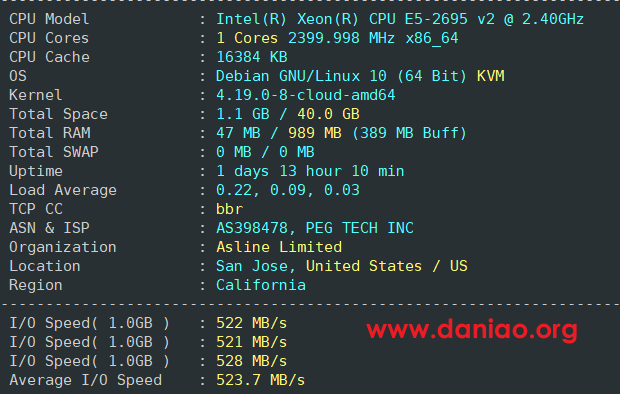 CPU Model : Intel(R) Xeon(R) CPU E5-2695 v2 @ 2.40GHz
CPU Cores : 1 Cores 2399.998 MHz x86_64
CPU Cache : 16384 KB
OS : Debian GNU/Linux 10 (64 Bit) KVM
Kernel : 4.19.0-8-cloud-amd64
Total Space : 1.1 GB / 40.0 GB
Total RAM : 47 MB / 989 MB (389 MB Buff)
Total SWAP : 0 MB / 0 MB
Uptime : 1 days 13 hour 10 min
Load Average : 0.22, 0.09, 0.03
TCP CC : bbr
ASN & ISP : AS398478, PEG TECH INC
Organization : Asline Limited
Location : San Jose, United States / US
Region : California
I/O Speed( 1.0GB ) : 522 MB/s
I/O Speed( 1.0GB ) : 521 MB/s
I/O Speed( 1.0GB ) : 528 MB/s
Average I/O Speed : 523.7 MB/s
www.daniao.org